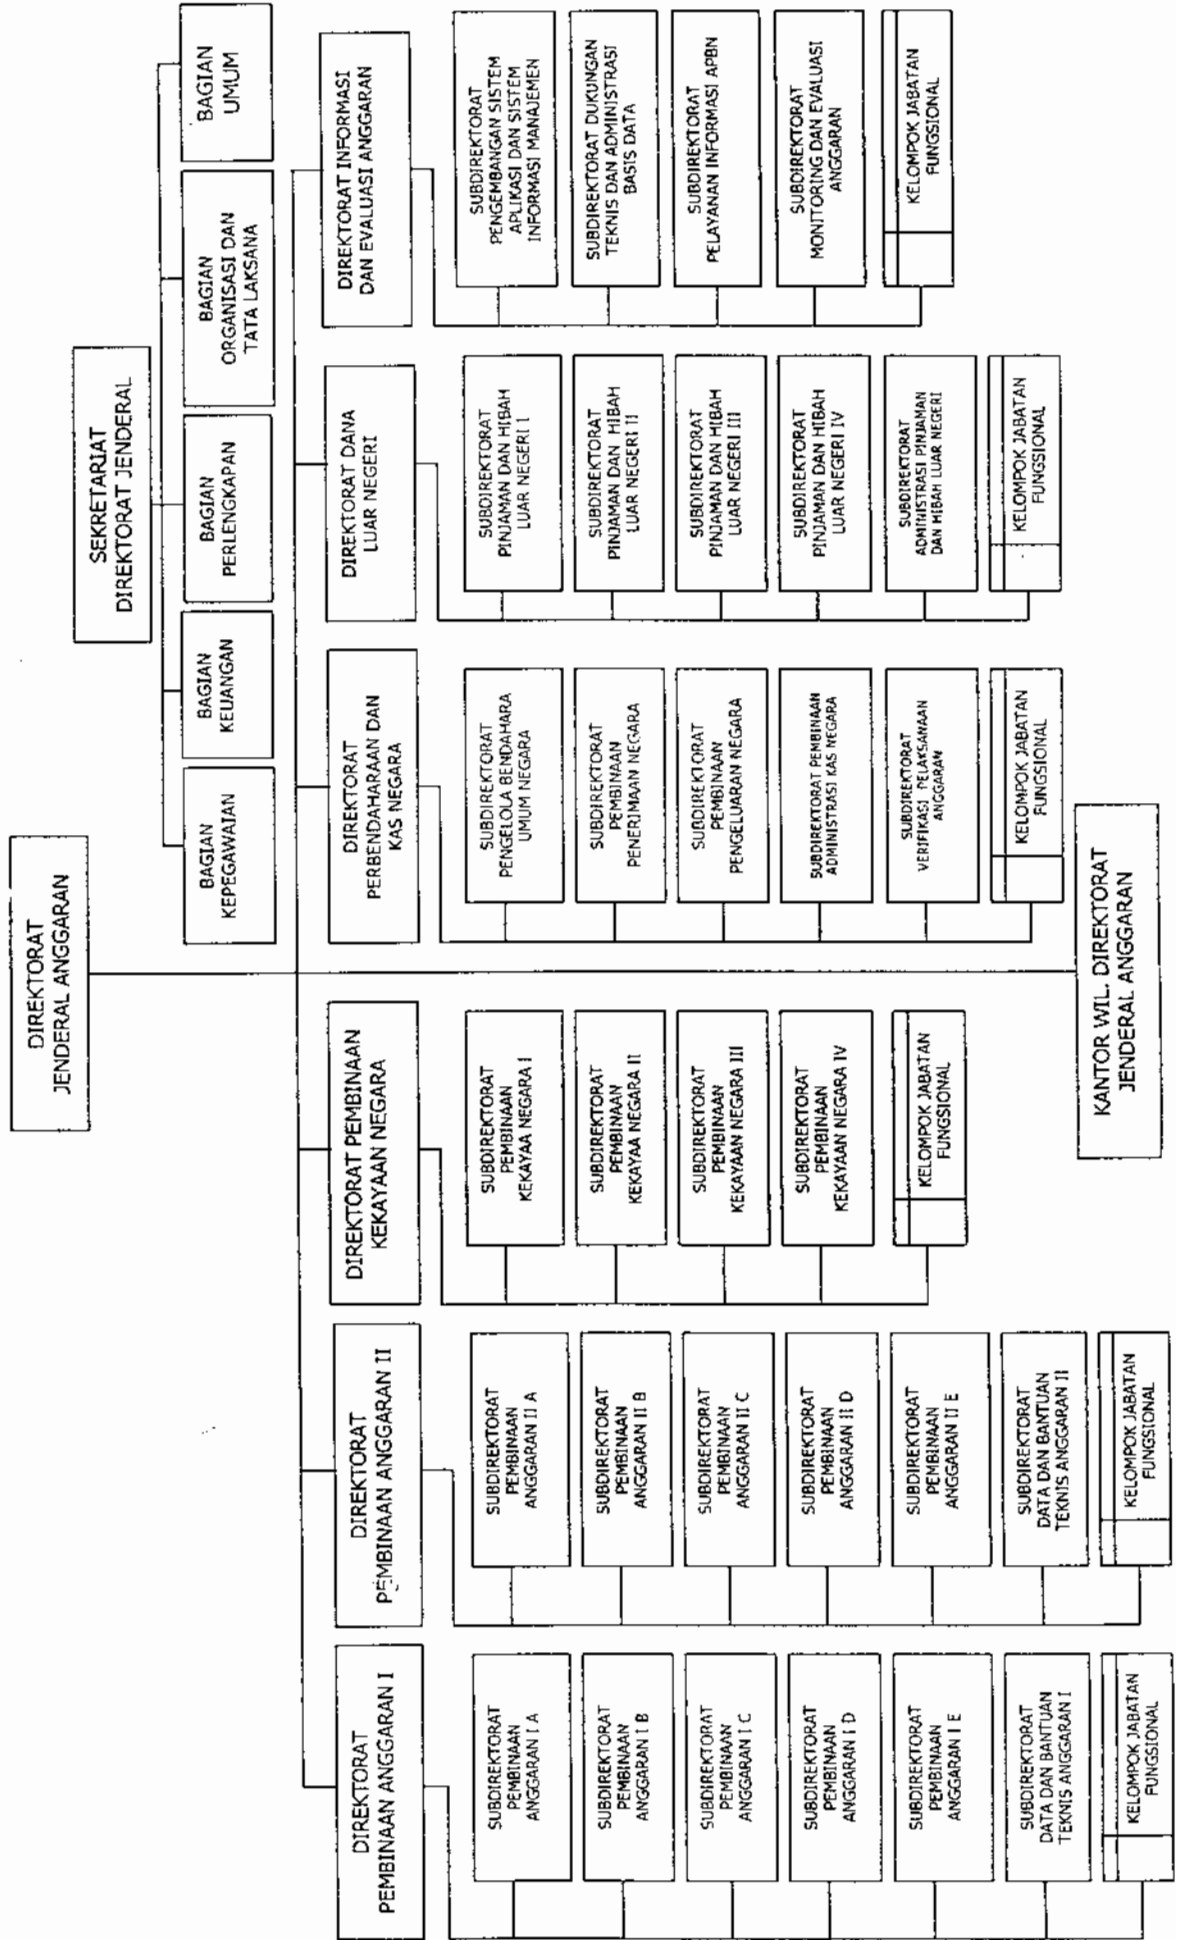 DIREKTORAT
JENDERAL ANGGARAN
SEKRETARIAT
DIREKTORAT JENDERAL
BAGIAN
KEPEGAWAIAN
BAGIAN
KEUANGAN
BAGIAN
PERLENGKAPAN
BAGIAN
ORGANISASI DAN
TATA LAKSANA
BAGIAN
UMUM
DIREKTORAT
PEMBINAAN ANGGARAN I
SUBDIREKTORAT
PEMBINAAN
ANGGARAN I A
SUBDIREKTORAT
PEMBINAAN
ANGGARAN I B
SUBDIREKTORAT
PEMBINAAN
ANGGARAN I C
SUBDIREKTORAT
PEMBINAAN
ANGGARAN I D
SUBDIREKTORAT
PEMBINAAN
ANGGARAN I E
SUBDIREKTORAT
DATA DAN BANTUAN
TEKNIS ANGGARAN I
KELOMPOK JABATAN
FUNGSIONAL
DIREKTORAT
PEMBINAAN ANGGARAN II
SUBDIREKTORAT
PEMBINAAN
ANGGARAN II A
SUBDIREKTORAT
PEMBINAAN
ANGGARAN II B
SUBDIREKTORAT
PEMBINAAN
ANGGARAN II C
SUBDIREKTORAT
PEMBINAAN
ANGGARAN II D
SUBDIREKTORAT
PEMBINAAN
ANGGARAN II E
SUBDIREKTORAT
DATA DAN BANTUAN
TEKNIS ANGGARAN II
KELOMPOK JABATAN
FUNGSIONAL
DIREKTORAT PEMBINAAN
KEKAYAAN NEGARA
SUBDIREKTORAT
PEMBINAAN
KEKAYAA NEGARA I
SUBDIREKTORAT
PEMBINAAN
KEKAYAA NEGARA II
SUBDIREKTORAT
PEMBINAAN
KEKAYAAN NEGARA III
SUBDIREKTORAT
PEMBINAAN
KEKAYAAN NEGARA IV
KELOMPOK JABATAN
FUNGSIONAL
DIREKTORAT
PERBENDAHARAAN DAN
KAS NEGARA
SUBDIREKTORAT
PENGELOLA BENDAHARA
UMUM NEGARA
SUBDIREKTORAT
PEMBINAAN
PENERIMAAN NEGARA
SUBDIREKTORAT
PEMBINAAN
PENGELUARAN NEGARA
SUBDIREKTORAT PEMBINAAN
ADMINISTRASI KAS NEGARA
SUBDIREKTORAT
VERIFIKASI PELAKSANAAN
ANGGARAN
KELOMPOK JABATAN
FUNGSIONAL
DIREKTORAT DANA
LUAR NEGERI
SUBDIREKTORAT
PINJAMAN DAN HIBAH
LUAR NEGERI I
SUBDIREKTORAT
PINJAMAN DAN HIBAH
LUAR NEGERI II
SUBDIREKTORAT
PINJAMAN DAN HIBAH
LUAR NEGERI III
SUBDIREKTORAT
PINJAMAN DAN HIBAH
LUAR NEGERI IV
SUBDIREKTORAT
ADMINISTRASI PINJAMAN
DAN HIBAH LUAR NEGERI
KELOMPOK JABATAN
FUNGSIONAL
DIREKTORAT INFORMASI
DAN EVALUASI ANGGARAN
SUBDIREKTORAT
PENGEMBANGAN SISTEM
APLIKASI DAN SISTEM
INFORMASI MANAJEMEN
SUBDIREKTORAT DUKUNGAN
TEKNIS DAN ADMINISTRASI
BASIS DATA
SUBDIREKTORAT
PELAYANAN INFORMASI APBN
SUBDIREKTORAT
MONITORING DAN EVALUASI
ANGGARAN
KELOMPOK JABATAN
FUNGSIONAL
KANTOR WIL. DIREKTORAT
JENDERAL ANGGARAN